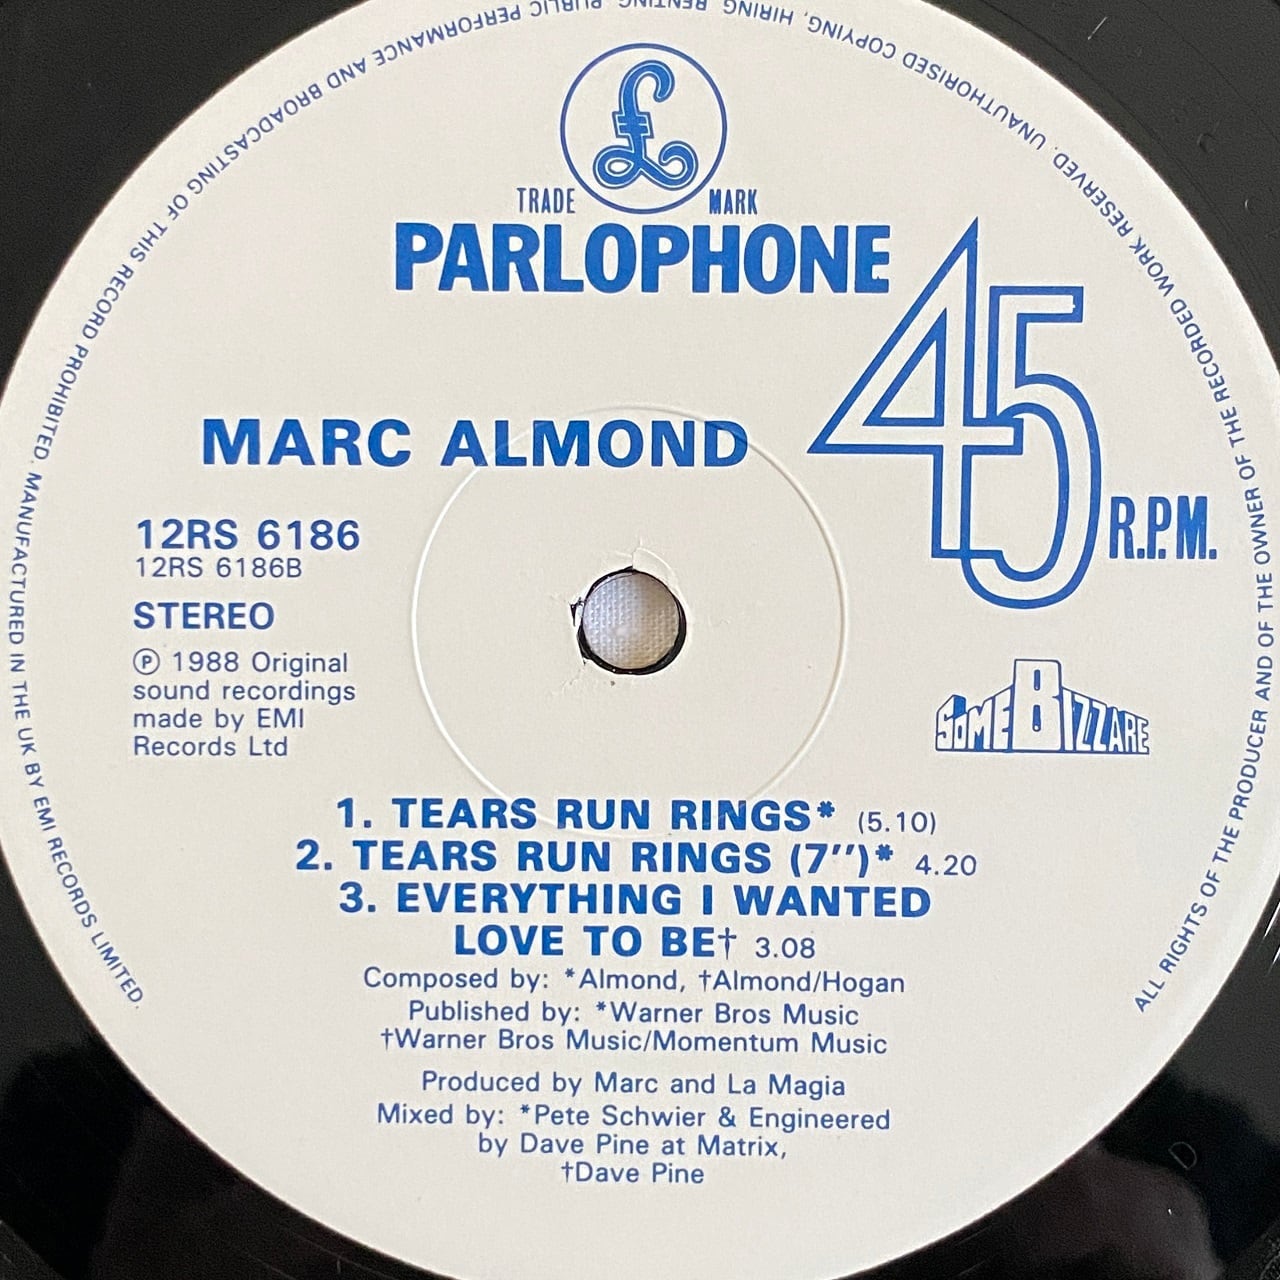 £
TRADE MARK
PARLOPHONE
45 R.P.M.
MARC ALMOND
12RS 6186
12RS 6186B
STEREO
Ⓟ 1988 Original
sound recordings
made by EMI
Records Ltd
SOME BIZZARE
1. TEARS RUN RINGS* (5.10)
2. TEARS RUN RINGS (7″)* 4.20
3. EVERYTHING I WANTED
LOVE TO BE† 3.08
Composed by: *Almond, †Almond/Hogan
Published by: *Warner Bros Music
†Warner Bros Music/Momentum Music
Produced by Marc and La Magia
Mixed by: *Pete Schwier & Engineered
by Dave Pine at Matrix,
†Dave Pine
ALL RIGHTS OF THE PRODUCER AND OF THE OWNER OF THE RECORDED WORK RESERVED. UNAUTHORISED COPYING, HIRING, RENTING, PUBLIC PERFORMANCE AND BROADCASTING OF THIS RECORD PROHIBITED. MANUFACTURED IN THE UK BY EMI RECORDS LIMITED.